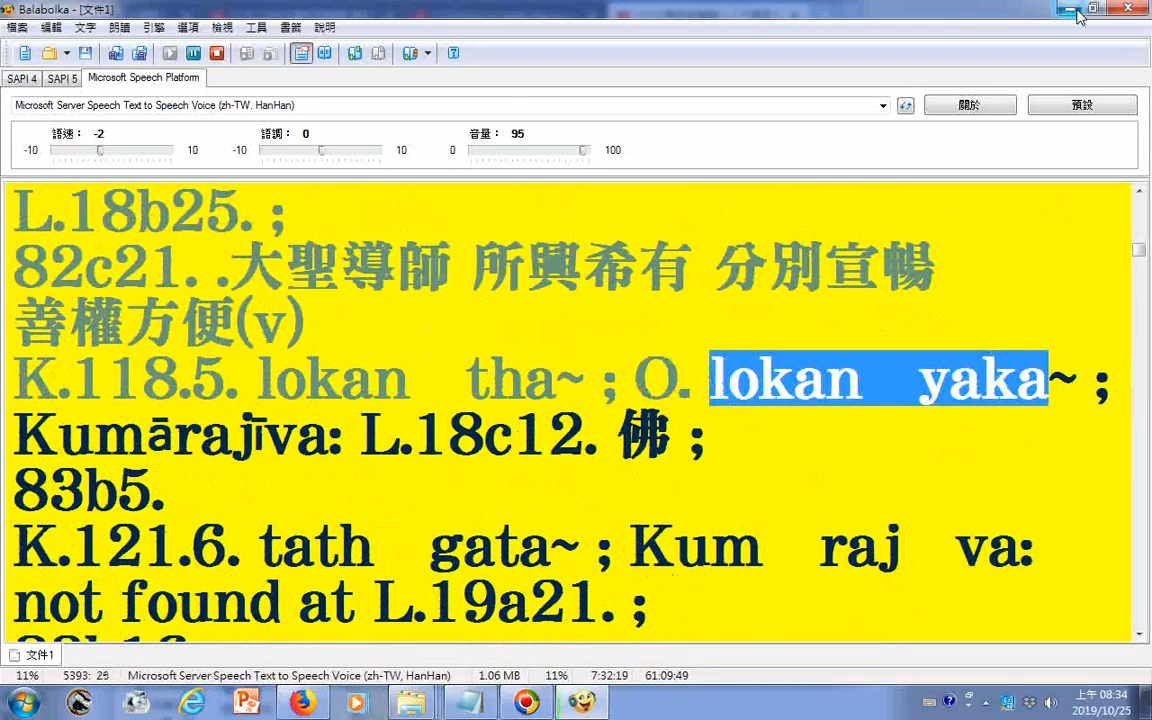 Balabolka - [文件1]
檔案 編輯 文字 朗讀 引擎 選項 檢視 工具 書籤 說明
SAPI 4 SAPI 5 Microsoft Speech Platform
Microsoft Server Speech Text to Speech Voice (zh-TW, HanHan) 關於 預設
語速： -2 語調： 0 音量： 95
-10 10 -10 10 0 100
L.18b25. ;
82c21. .大聖導師 所興希有 分別宣暢
善權方便(v)
K.118.5. lokan　tha~ ; O. lokan　yaka~ ;
Kumārajīva: L.18c12. 佛 ;
83b5.
K.121.6. tath　gata~ ; Kum　raj　va:
not found at L.19a21. ;
文件1
11% 5393: 26 Microsoft Server Speech Text to Speech Voice (zh-TW, HanHan) 1.06 MB 11% 7:32:19 61:09:49
上午 08:34
2019/10/25